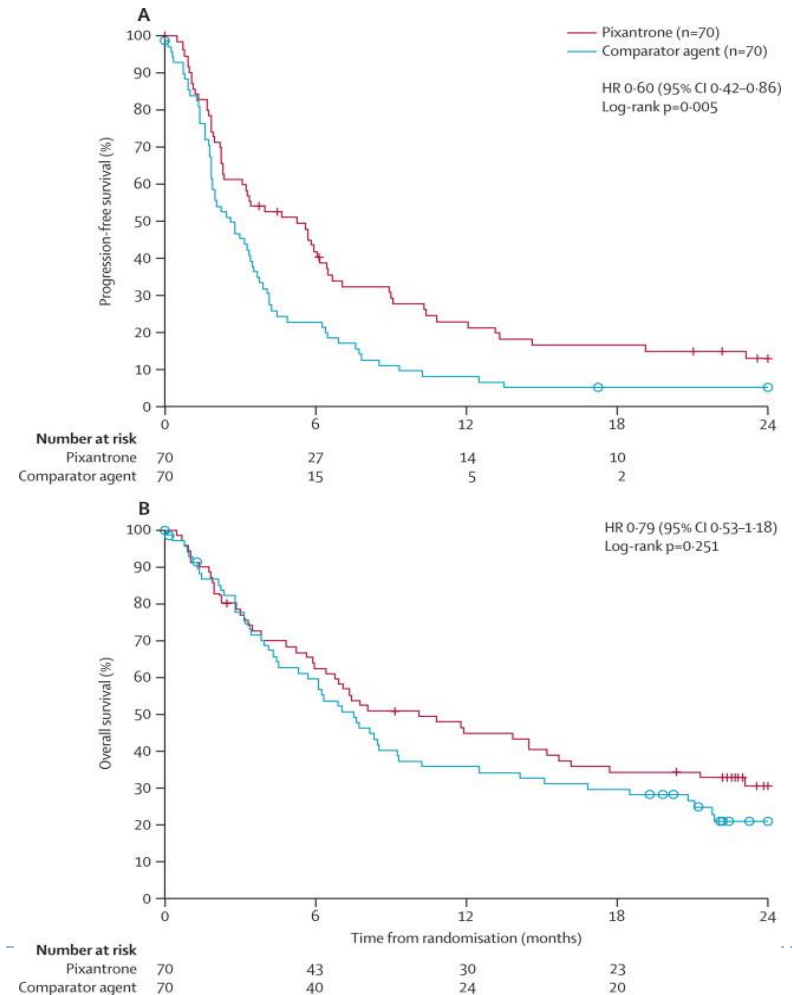 A
Pixantrone (n=70)
Comparator agent (n=70)
HR 0·60 (95% CI 0·42–0·86)
Log-rank p=0·005
Progression-free survival (%)
100
90
80
70
60
50
40
30
20
10
0
0 6 12 18 24
Number at risk
Pixantrone 70 27 14 10
Comparator agent 70 15 5 2
B
HR 0·79 (95% CI 0·53–1·18)
Log-rank p=0·251
Overall survival (%)
100
90
80
70
60
50
40
30
20
10
0
0 6 12 18 24
Time from randomisation (months)
Number at risk
Pixantrone 70 43 30 23
Comparator agent 70 40 24 20